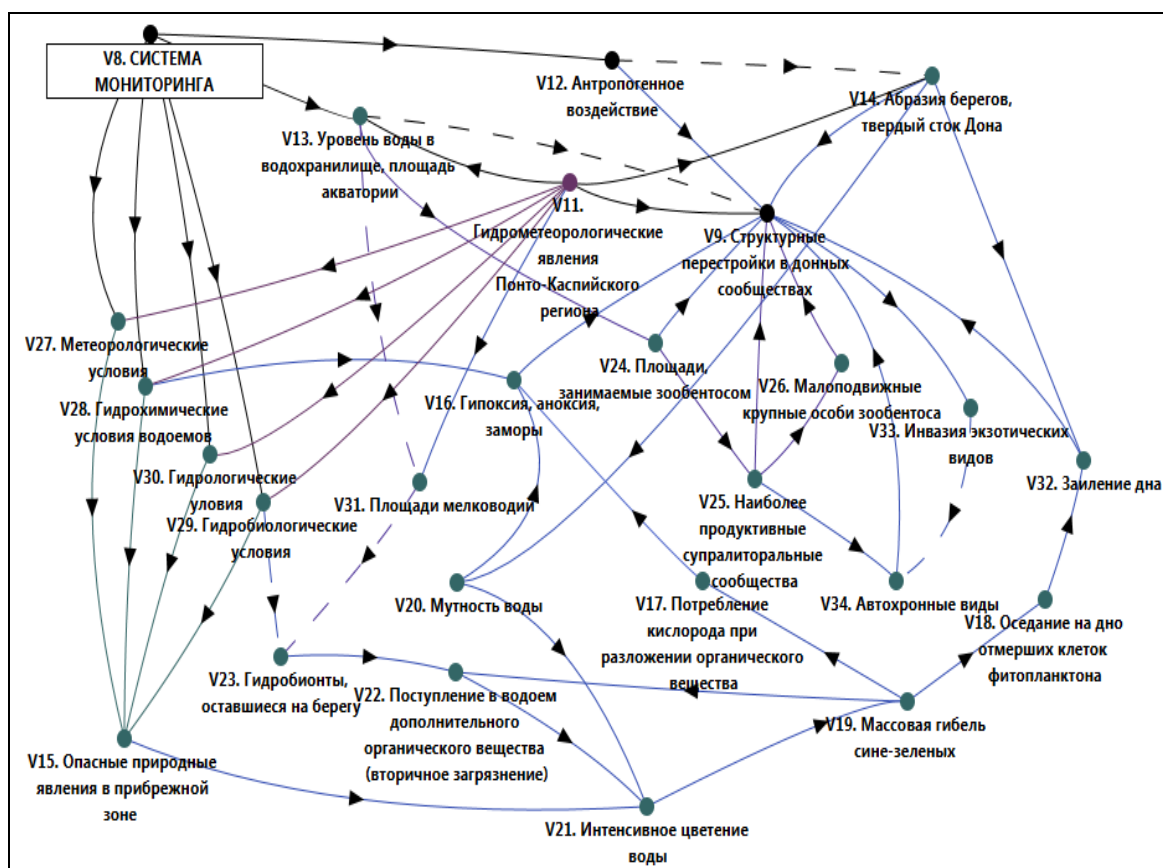 V8. СИСТЕМА
МОНИТОРИНГА
V12. Антропогенное
воздействие
V14. Абразия берегов,
твердый сток Дона
V13. Уровень воды в
водохранилище, площадь
акватории
V11.
Гидрометеорологические
явления
Понто-Каспийского
региона
V9. Структурные
перестройки в донных
сообществах
V27. Метеорологические
условия
V28. Гидрохимические
условия водоемов
V16. Гипоксия, аноксия,
заморы
V24. Площади,
занимаемые зообентосом
V26. Малоподвижные
крупные особи зообентоса
V33. Инвазия экзотических
видов
V30. Гидрологические
уловия
V29. Гидробиологические
условия
V31. Площади мелководий
V25. Наиболее
продуктивные
супралиторальные
сообщества
V32. Заиление дна
V20. Мутность воды
V17. Потребление
кислорода при
разложении органического
вещества
V34. Автохронные виды
V18. Оседание на дно
отмерших клеток
фитопланктона
V23. Гидробионты,
оставшиеся на берегу
V22. Поступление в водоем
дополнительного
органического вещества
(вторичное загрязнение)
V19. Массовая гибель
сине-зеленых
V15. Опасные природные
явления в прибрежной
зоне
V21. Интенсивное цветение
воды